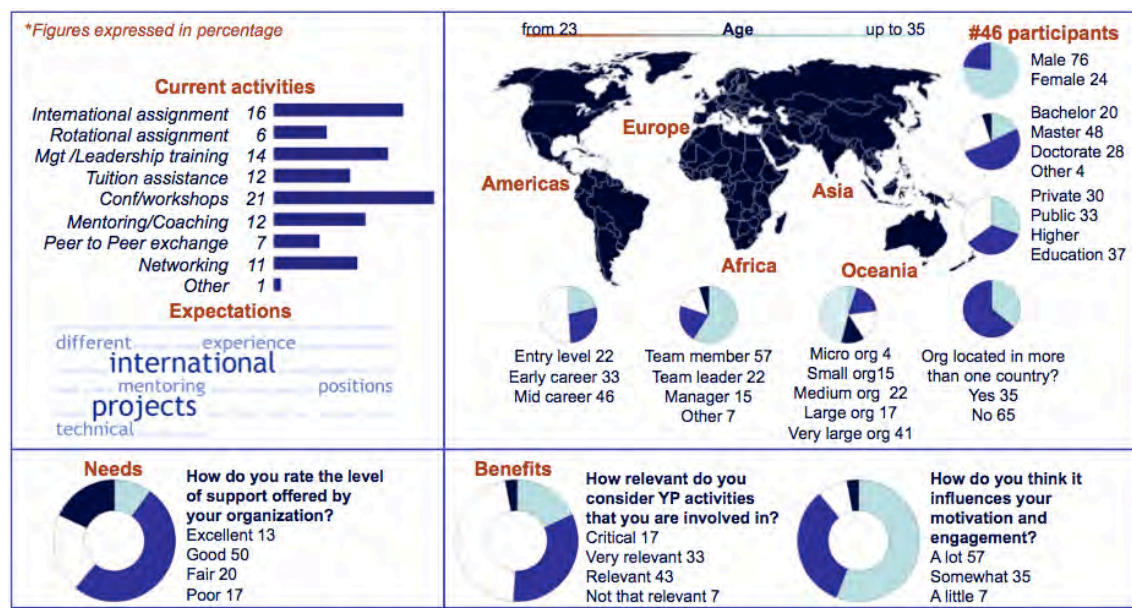 *Figures expressed in percentage
Current activities
International assignment 16
Rotational assignment 6
Mgt /Leadership training 14
Tuition assistance 12
Conf/workshops 21
Mentoring/Coaching 12
Peer to Peer exchange 7
Networking 11
Other 1
Expectations
different experience
international
mentoring positions
projects
technical
from 23 Age up to 35
Europe
Americas
Asia
Africa
Oceania
#46 participants
Male 76
Female 24
Bachelor 20
Master 48
Doctorate 28
Other 4
Private 30
Public 33
Higher
Education 37
Entry level 22
Early career 33
Mid career 46
Team member 57
Team leader 22
Manager 15
Other 7
Micro org 4
Small org15
Medium org 22
Large org 17
Very large org 41
Org located in more
than one country?
Yes 35
No 65
Needs
How do you rate the level
of support offered by
your organization?
Excellent 13
Good 50
Fair 20
Poor 17
Benefits
How relevant do you
consider YP activities
that you are involved in?
Critical 17
Very relevant 33
Relevant 43
Not that relevant 7
How do you think it
influences your
motivation and
engagement?
A lot 57
Somewhat 35
A little 7